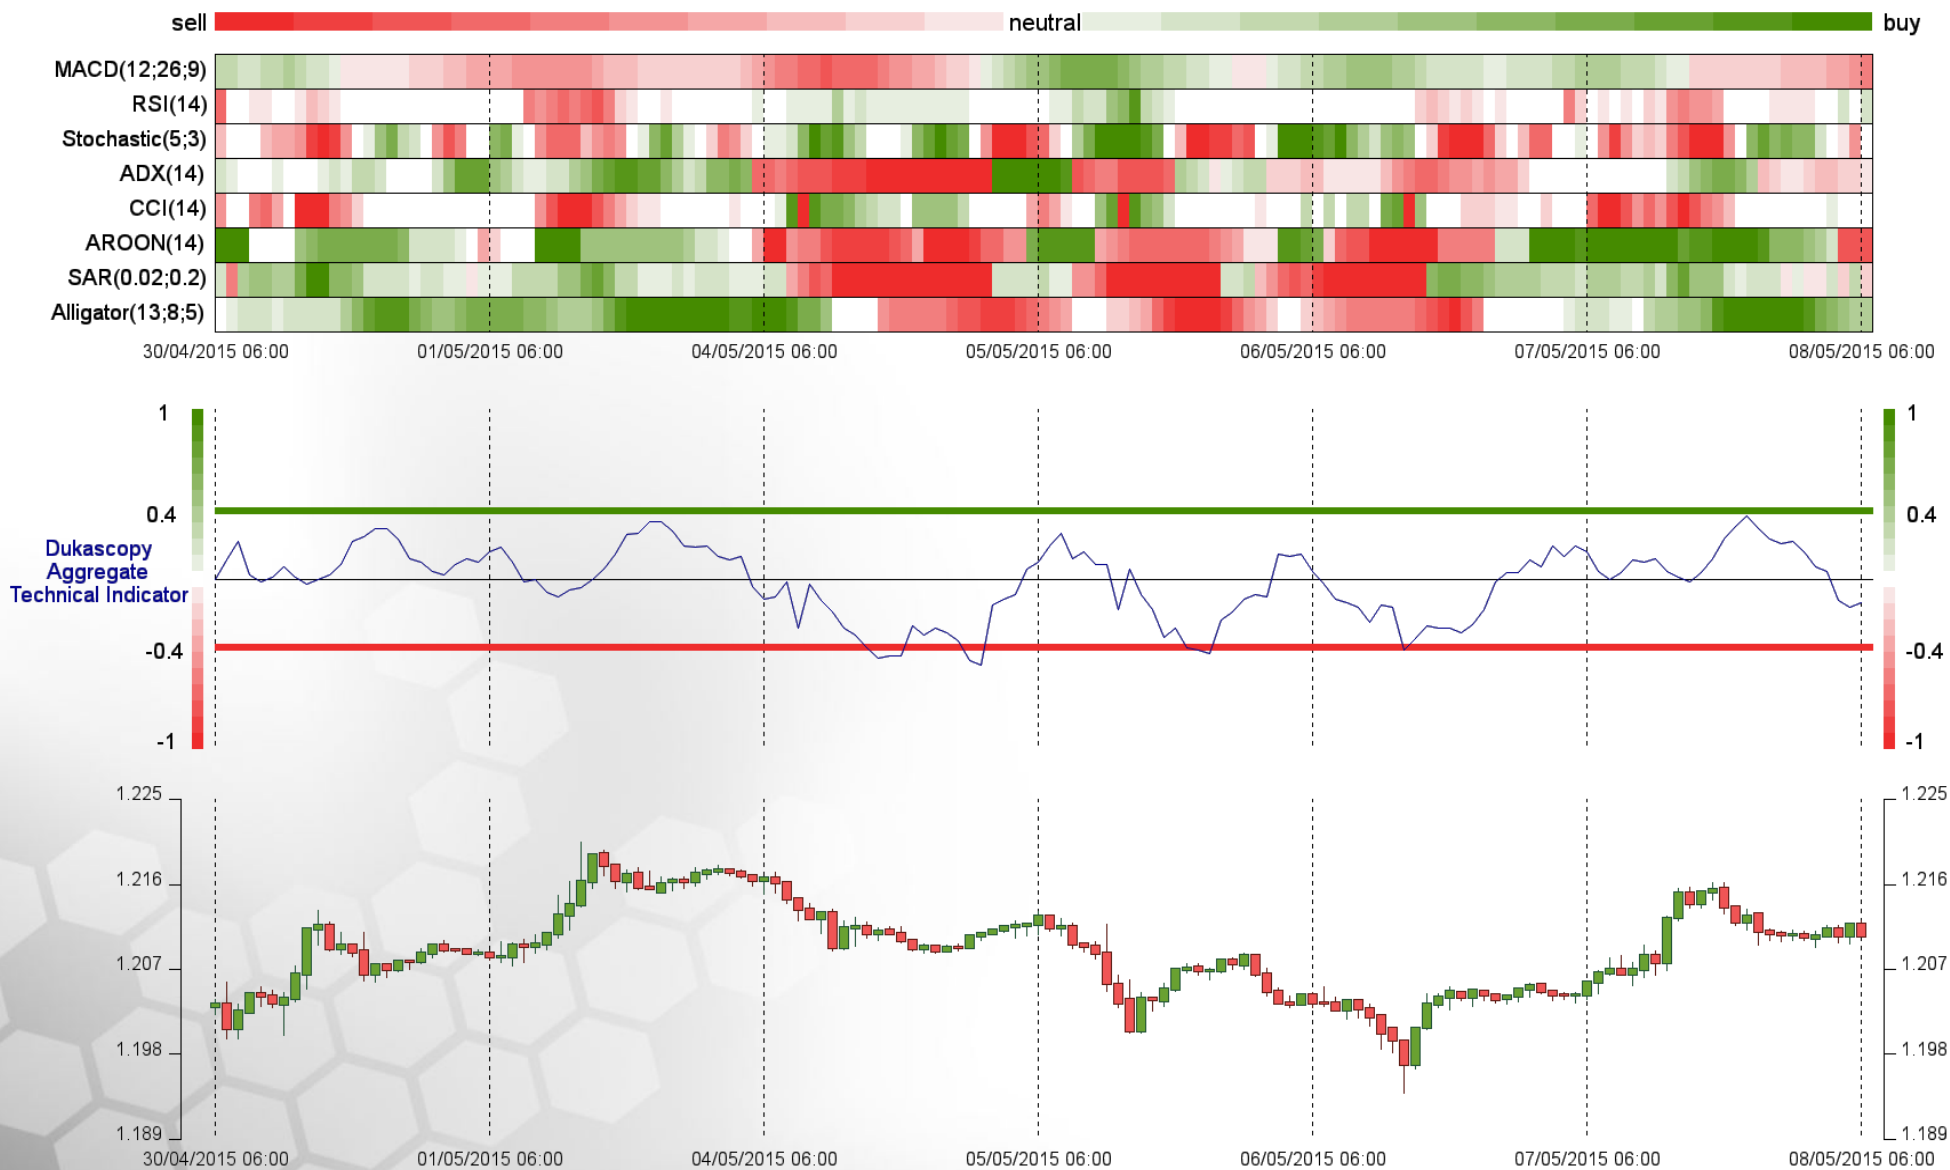 sell neutral buy
MACD(12;26;9)
RSI(14)
Stochastic(5;3)
ADX(14)
CCI(14)
AROON(14)
SAR(0.02;0.2)
Alligator(13;8;5)
30/04/2015 06:00 01/05/2015 06:00 04/05/2015 06:00 05/05/2015 06:00 06/05/2015 06:00 07/05/2015 06:00 08/05/2015 06:00
1 1
0.4 0.4
Dukascopy
Aggregate
Technical Indicator
-0.4 -0.4
-1 -1
1.225 1.225
1.216 1.216
1.207 1.207
1.198 1.198
1.189 1.189
30/04/2015 06:00 01/05/2015 06:00 04/05/2015 06:00 05/05/2015 06:00 06/05/2015 06:00 07/05/2015 06:00 08/05/2015 06:00